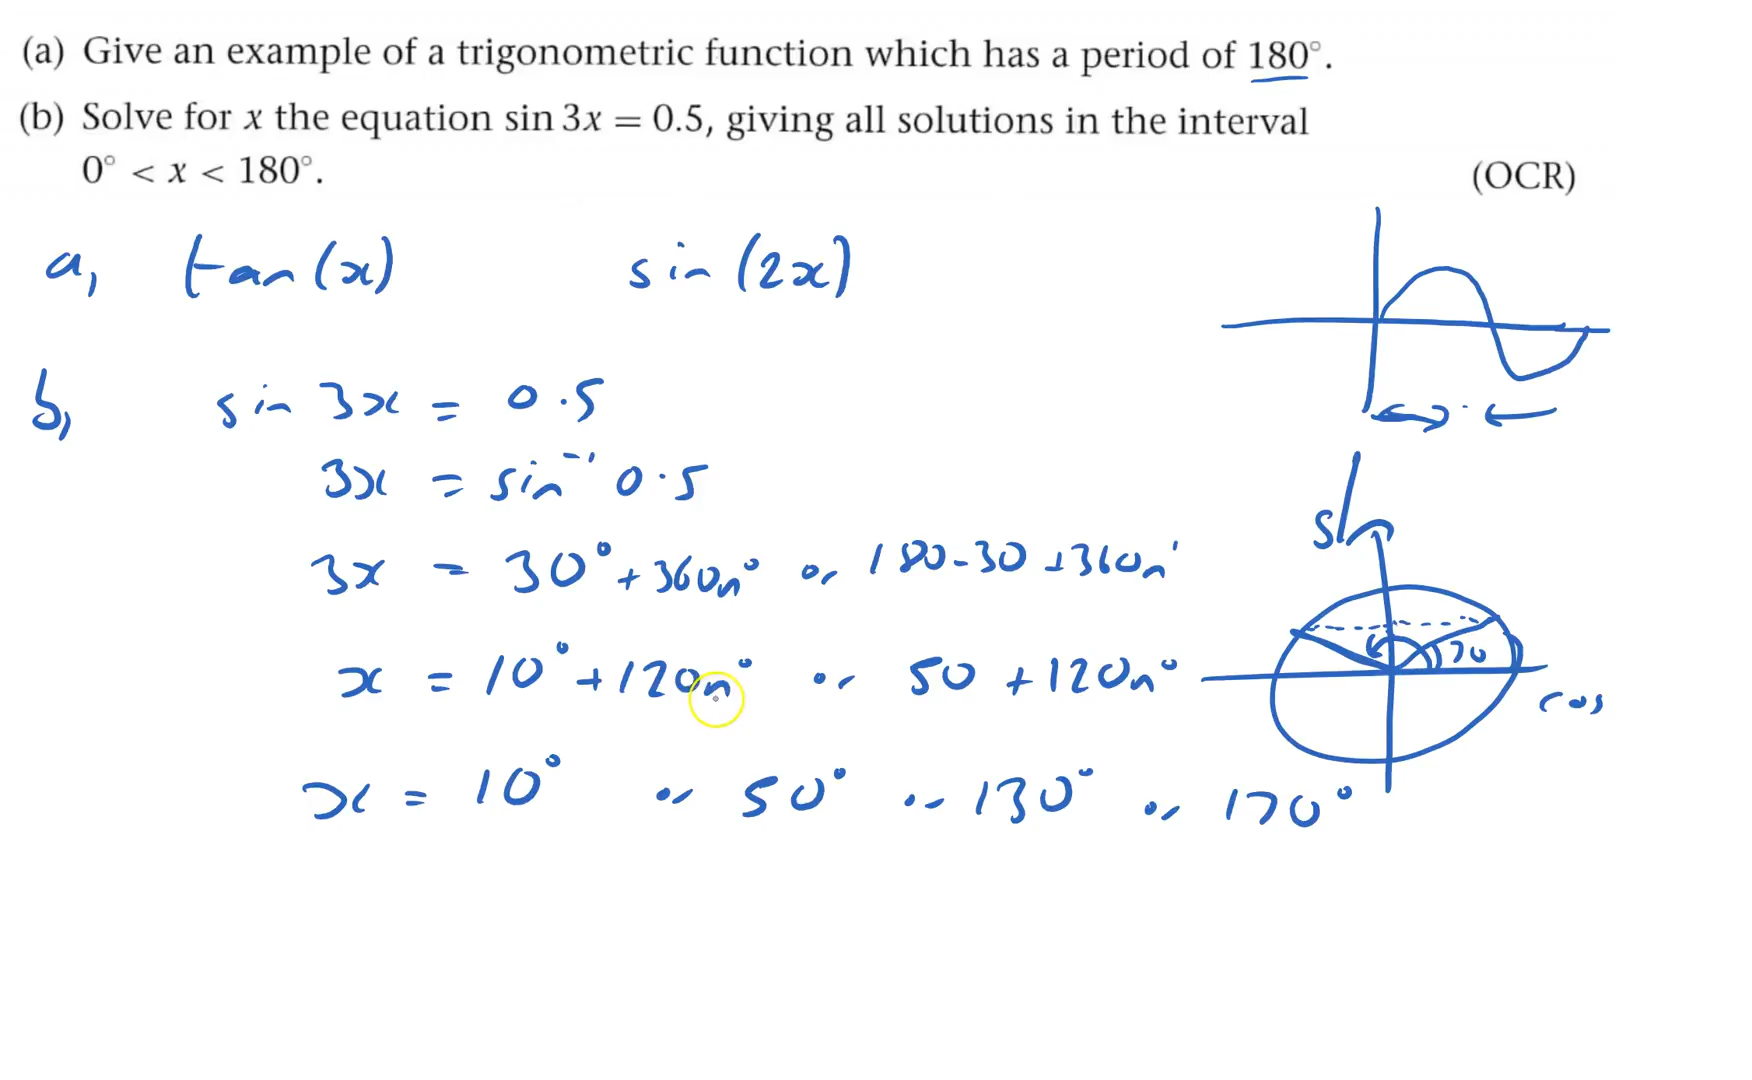 (a) Give an example of a trigonometric function which has a period of 180°.
(b) Solve for x the equation sin 3x = 0.5, giving all solutions in the interval
0° < x < 180°.
(OCR)
a, tan(x) sin(2x)
b, sin 3x = 0.5
3x = sin⁻¹ 0.5
sin
3x = 30° + 360n° or 180-30 + 360n°
30
x = 10° + 120n° or 50 + 120n°
cos
x = 10° or 50° or 130° or 170°